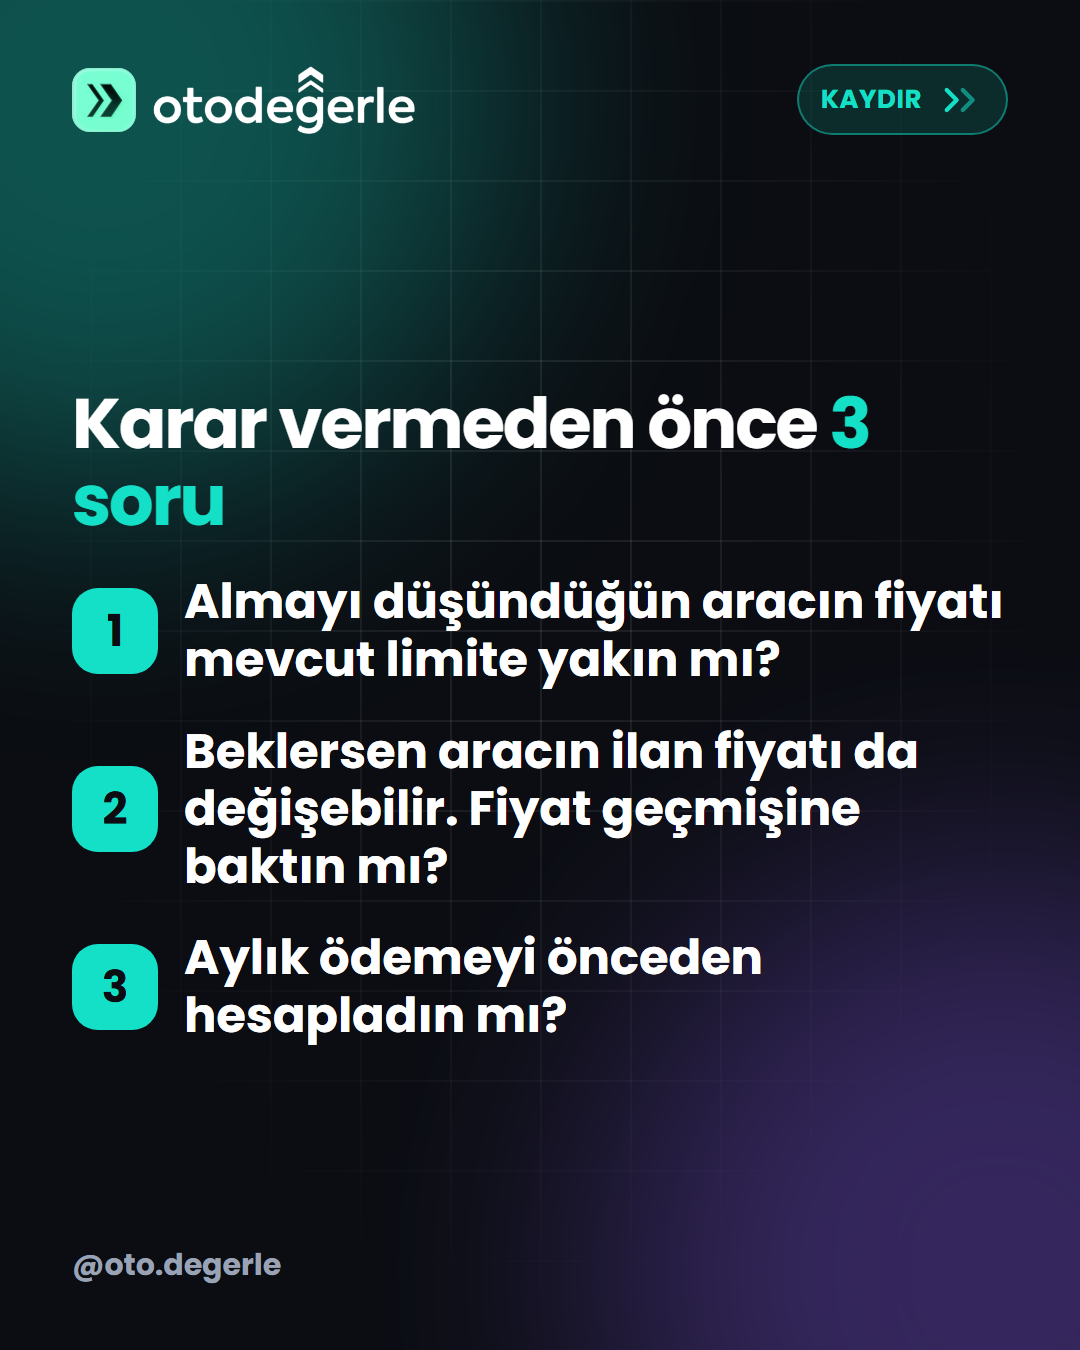 otodeğerle
KAYDIR
Karar vermeden önce 3
soru
1
Almayı düşündüğün aracın fiyatı
mevcut limite yakın mı?
2
Beklersen aracın ilan fiyatı da
değişebilir. Fiyat geçmişine
baktın mı?
3
Aylık ödemeyi önceden
hesapladın mı?
@oto.degerle